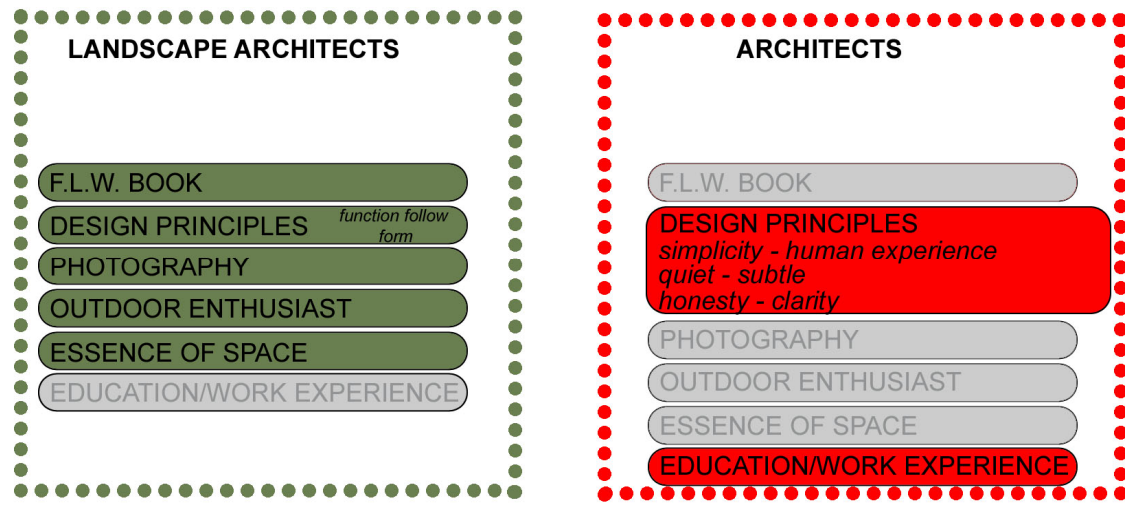 LANDSCAPE ARCHITECTS
F.L.W. BOOK
DESIGN PRINCIPLES
function follow
form
PHOTOGRAPHY
OUTDOOR ENTHUSIAST
ESSENCE OF SPACE
EDUCATION/WORK EXPERIENCE
ARCHITECTS
F.L.W. BOOK
DESIGN PRINCIPLES
simplicity - human experience
quiet - subtle
honesty - clarity
PHOTOGRAPHY
OUTDOOR ENTHUSIAST
ESSENCE OF SPACE
EDUCATION/WORK EXPERIENCE